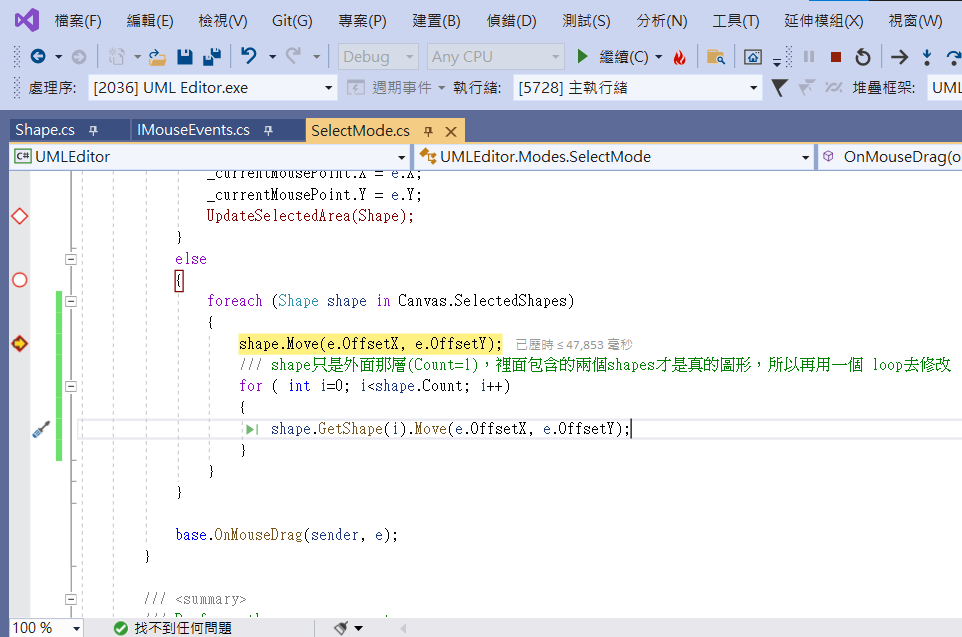 檔案(F) 編輯(E) 檢視(V) Git(G) 專案(P) 建置(B) 偵錯(D) 測試(S) 分析(N) 工具(T) 延伸模組(X) 視窗(W)
Debug Any CPU 繼續(C)
處理序: [2036] UML Editor.exe 週期事件 執行緒: [5728] 主執行緒 堆疊框架: UML
Shape.cs IMouseEvents.cs SelectMode.cs
C# UMLEditor UMLEditor.Modes.SelectMode OnMouseDrag(o
_currentMousePoint.X = e.X;
_currentMousePoint.Y = e.Y;
UpdateSelectedArea(Shape);
}
else
{
foreach (Shape shape in Canvas.SelectedShapes)
{
shape.Move(e.OffsetX, e.OffsetY); 已歷時 ≤ 47,853 毫秒
/// shape只是外面那層(Count=1)，裡面包含的兩個shapes才是真的圖形，所以再用一個 loop去修改
for ( int i=0; i<shape.Count; i++)
{
shape.GetShape(i).Move(e.OffsetX, e.OffsetY);
}
}
}
base.OnMouseDrag(sender, e);
}
/// <summary>
100 % 找不到任何問題